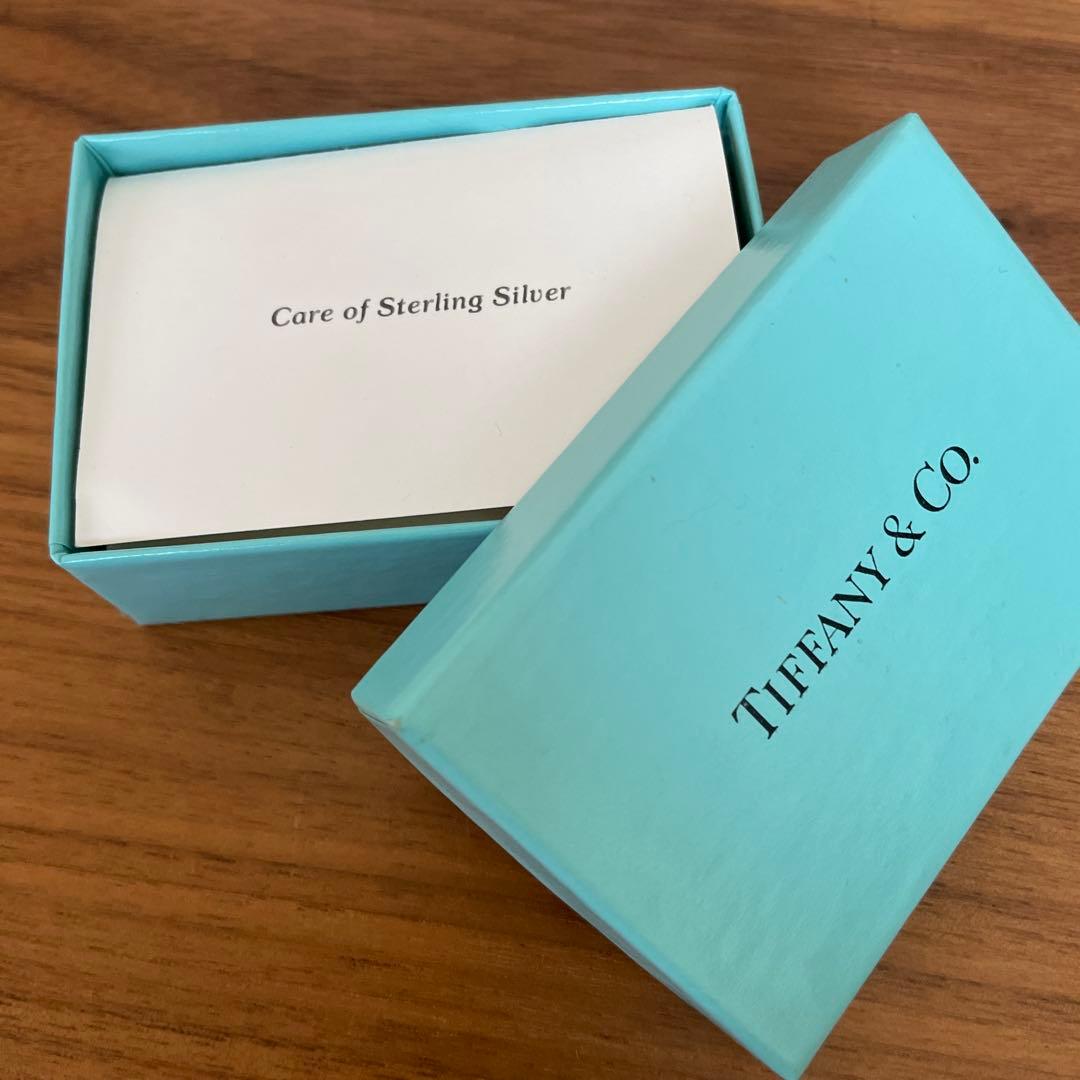 Care of Sterling Silver
TIFFANY & CO.